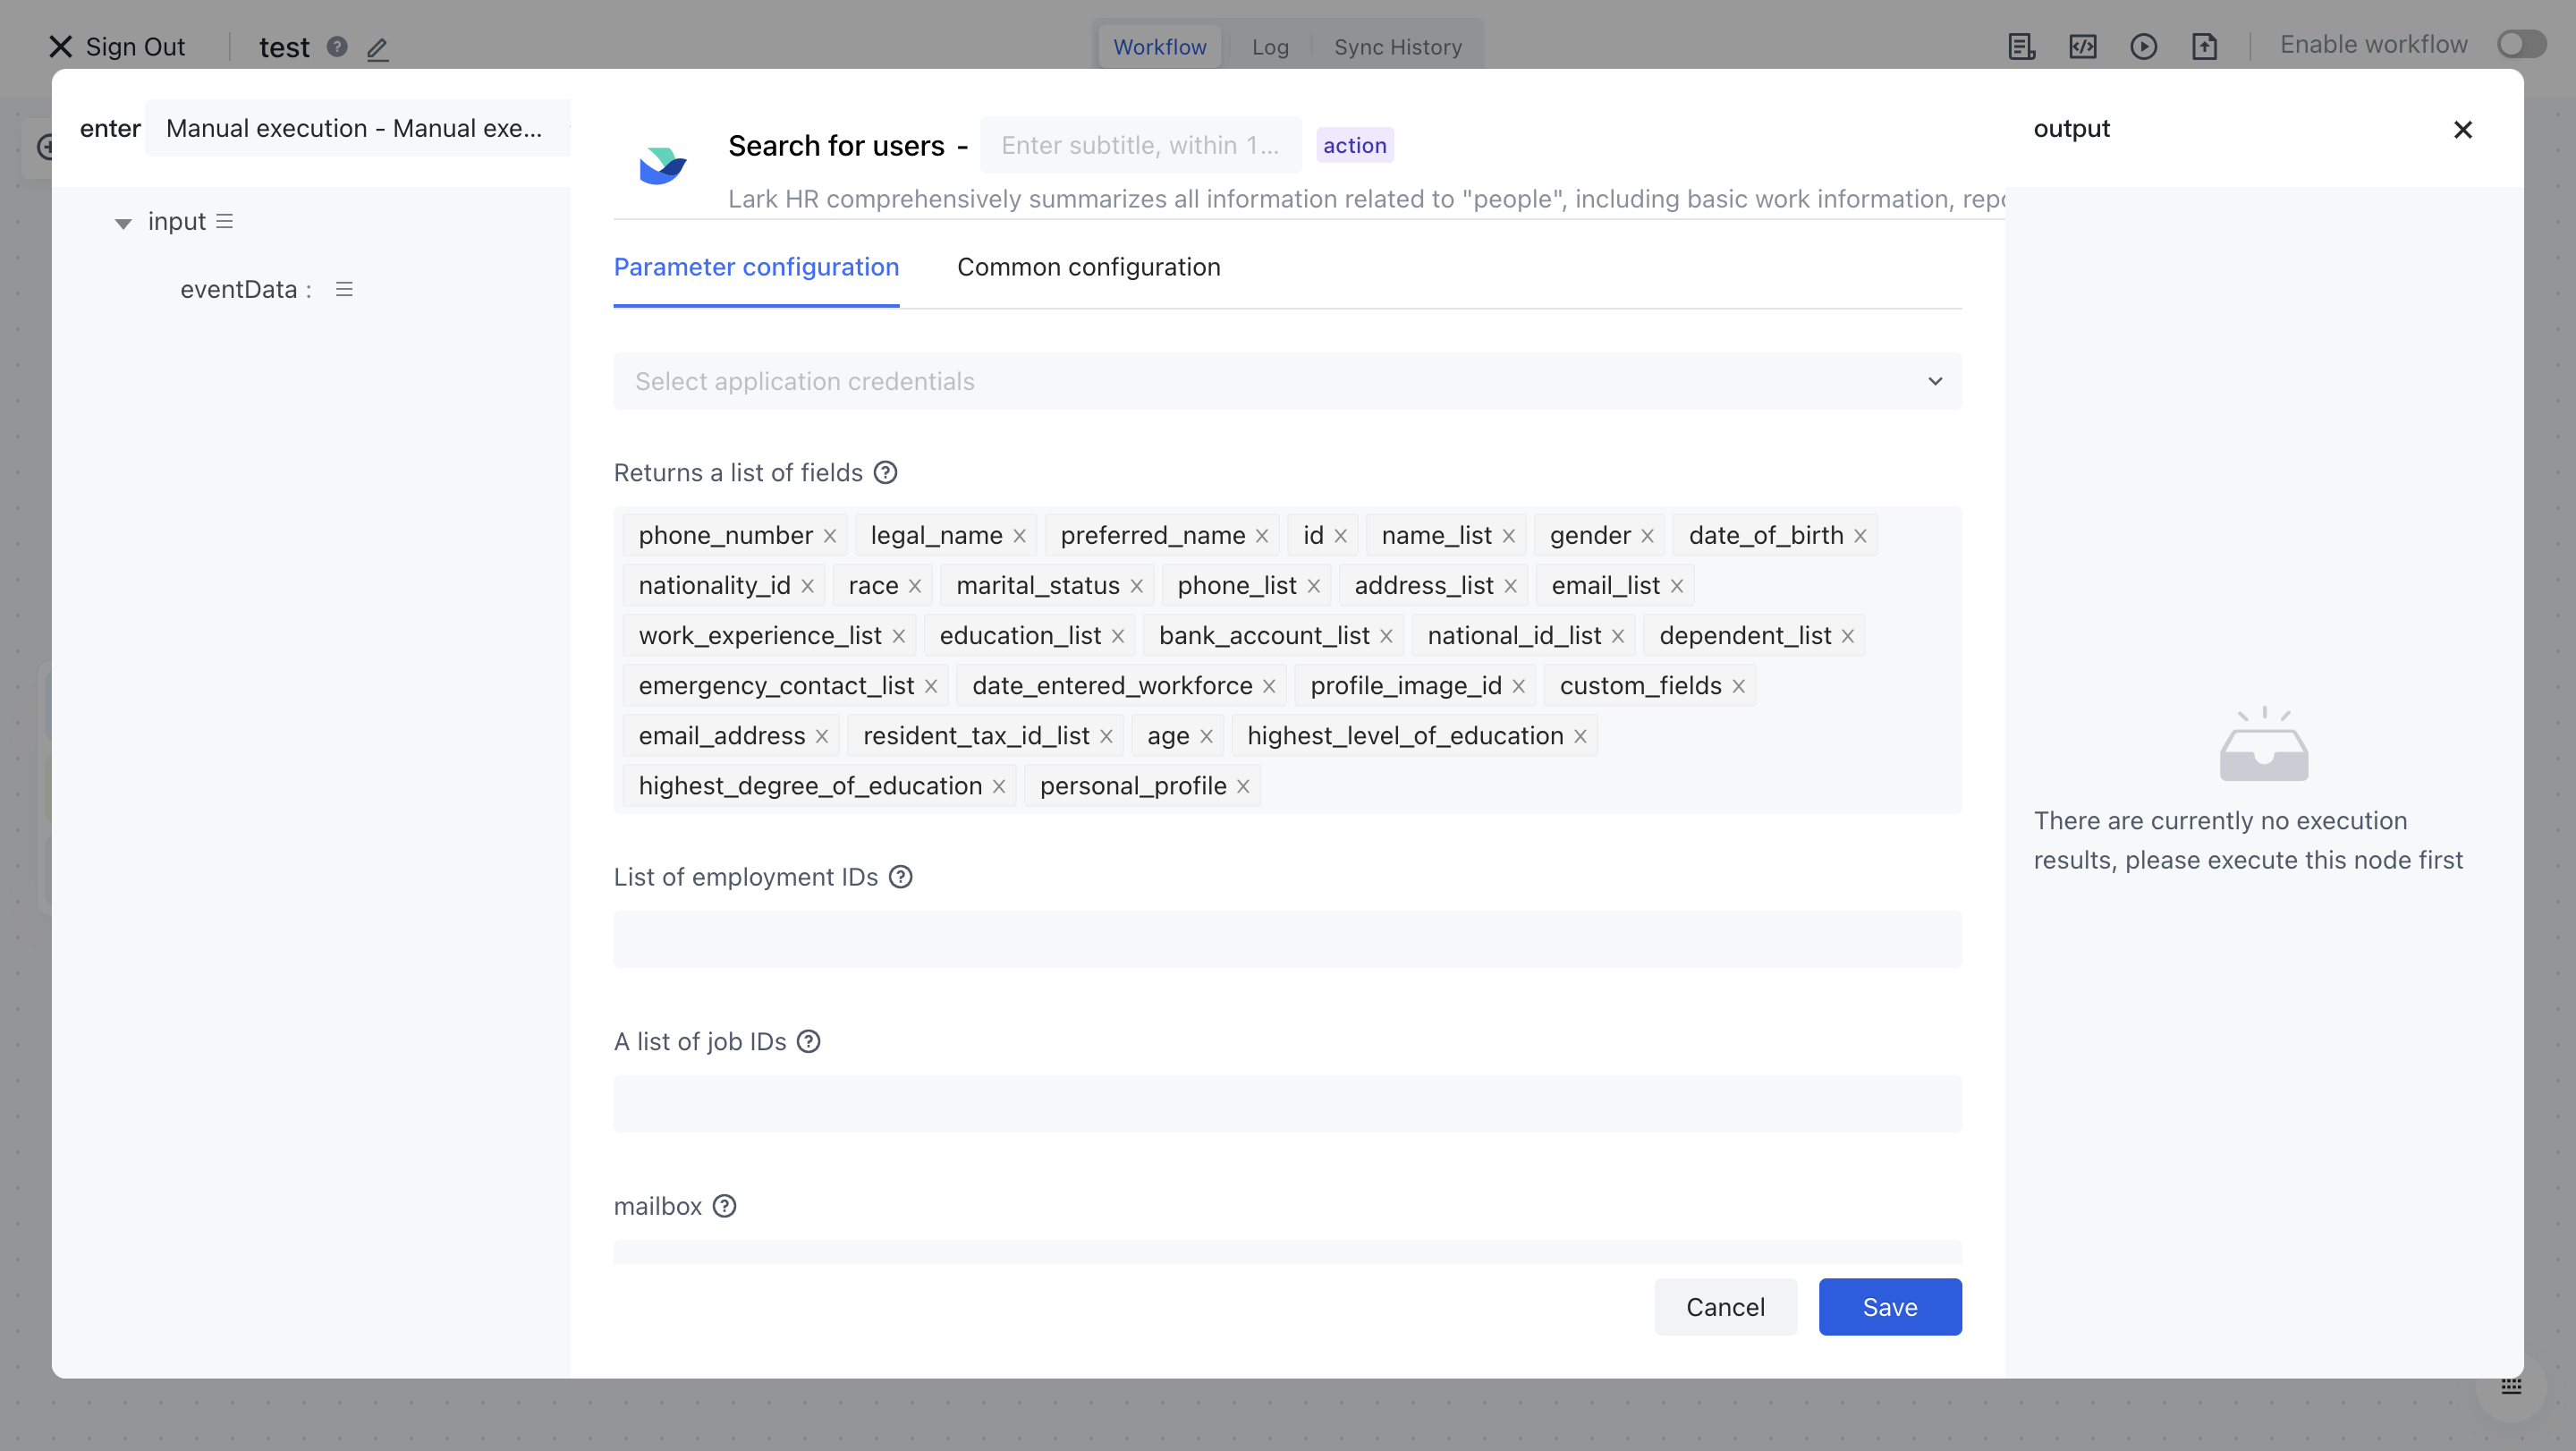 Sign Out test Workflow Log Sync History Enable workflow
enter Manual execution - Manual exe...
Search for users - Enter subtitle, within 1... action
output
Lark HR comprehensively summarizes all information related to "people", including basic work information, repo
input
eventData :
Parameter configuration Common configuration
Select application credentials
Returns a list of fields
phone_number legal_name preferred_name id name_list gender date_of_birth
nationality_id race marital_status phone_list address_list email_list
work_experience_list education_list bank_account_list national_id_list dependent_list
emergency_contact_list date_entered_workforce profile_image_id custom_fields
email_address resident_tax_id_list age highest_level_of_education
highest_degree_of_education personal_profile
There are currently no execution
results, please execute this node first
List of employment IDs
A list of job IDs
mailbox
Cancel Save